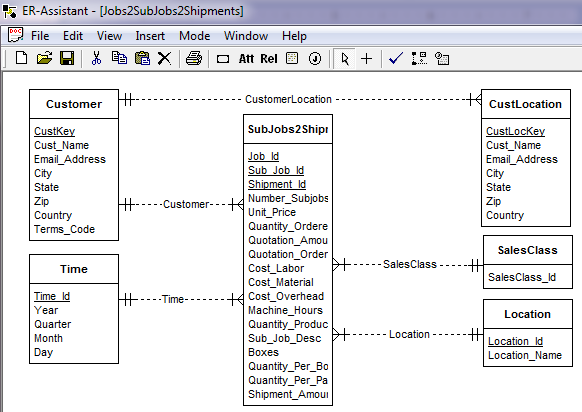 ER-Assistant - [Jobs2SubJobs2Shipments]
File Edit View Insert Mode Window Help
Att Rel J
Customer
CustKey
Cust_Name
Email_Address
City
State
Zip
Country
Terms_Code
CustomerLocation
CustLocation
CustLocKey
Cust_Name
Email_Address
City
State
Zip
Country
SubJobs2Shipr
Job_Id
Sub_Job_Id
Shipment_Id
Number_Subjobs
Unit_Price
Quantity_Ordere
Quotation_Amou
Quotation_Order
Cost_Labor
Cost_Material
Cost_Overhead
Machine_Hours
Quantity_Produc
Sub_Job_Desc
Boxes
Quantity_Per_Bo
Quantity_Per_Pa
Shipment_Amou
Customer
Time
Time_Id
Year
Quarter
Month
Day
Time
SalesClass
SalesClass
SalesClass_Id
Location
Location
Location_Id
Location_Name